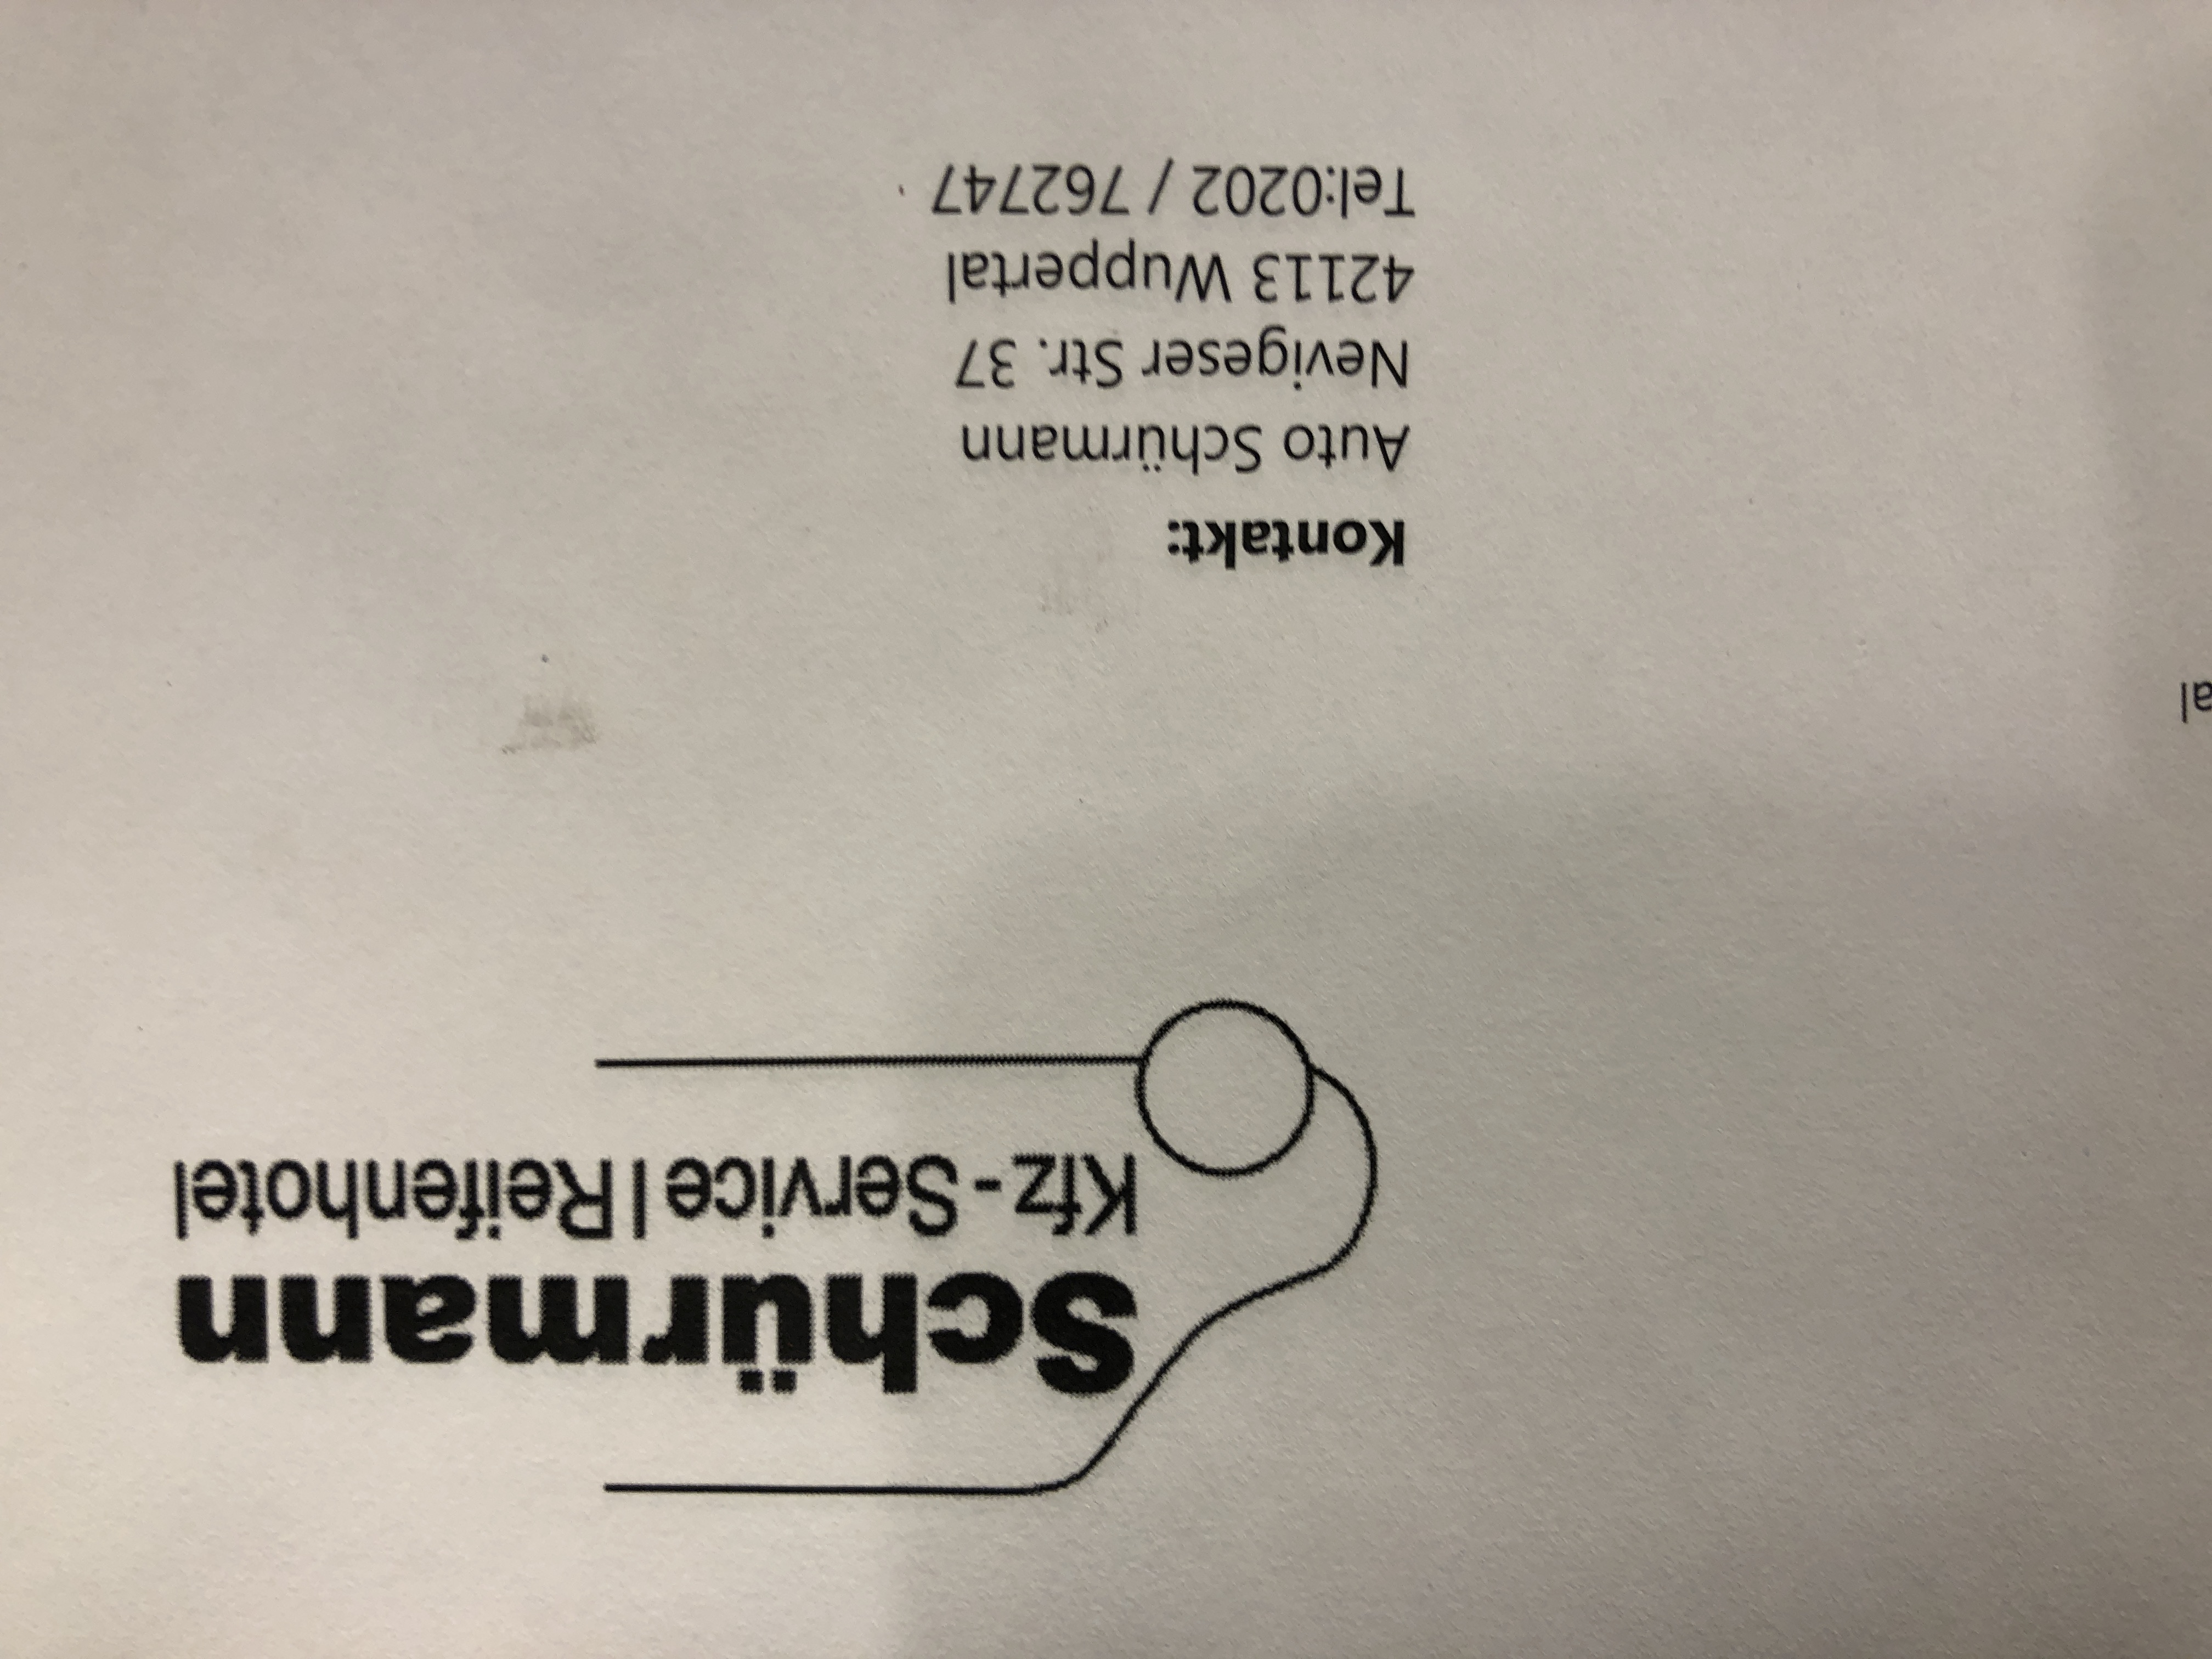 Schürmann
Kfz - Service | Reifenhotel
Kontakt:
Auto Schürmann
Nevigeser Str. 37
42113 Wuppertal
Tel:0202 / 762747